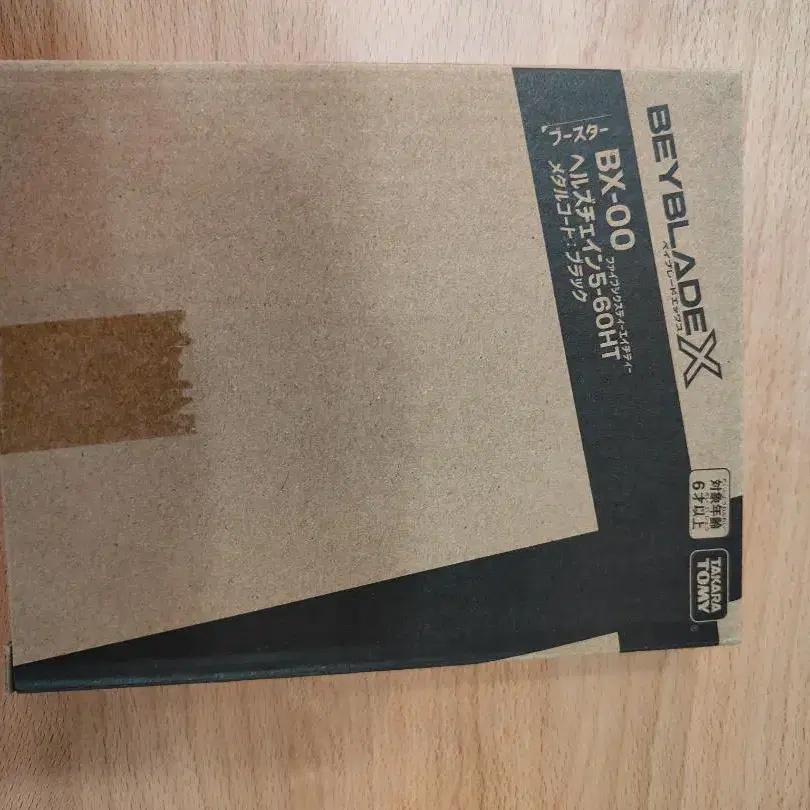 BEYBLADE X
ベイブレードエックス
ブースター
BX-00
ファイブシックスティーエイチティー
ヘルズチェイン5-60HT
メタルコート:ブラック
対象年齢
6才以上
TAKARA
TOMY